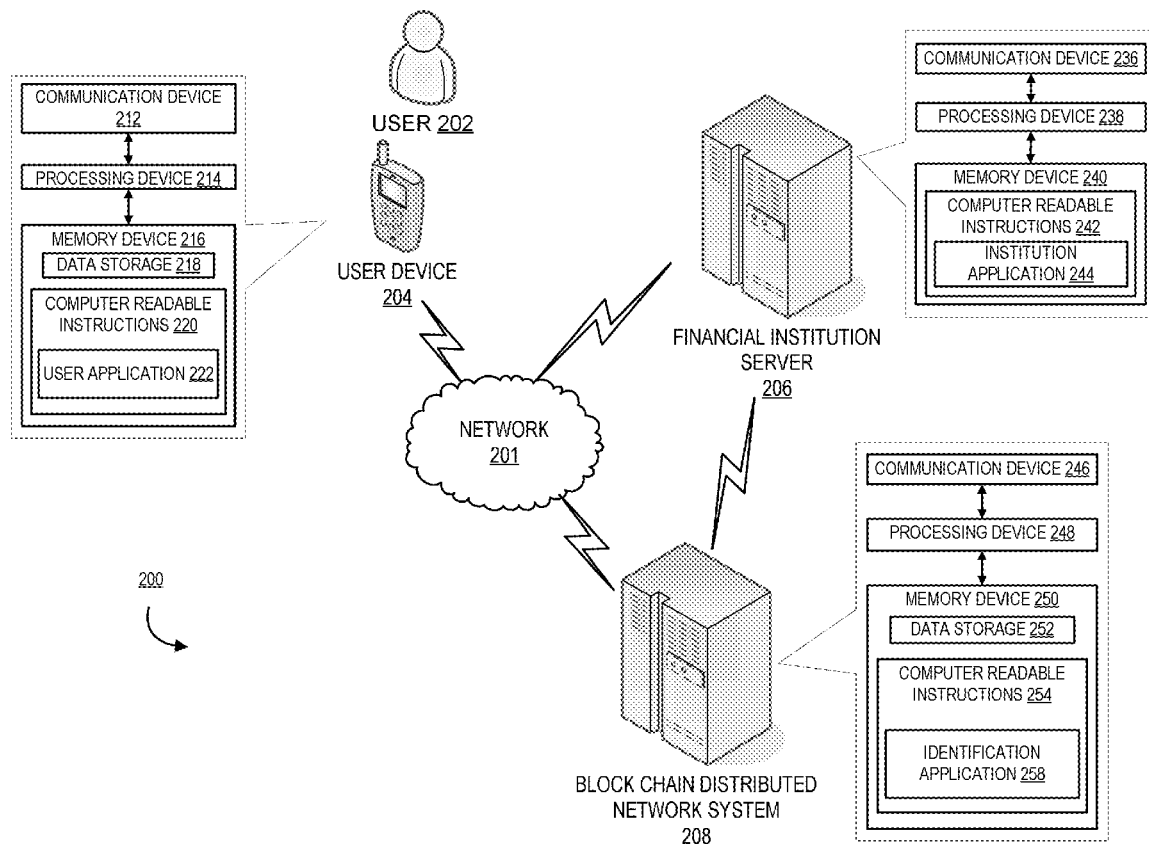 USER 202
COMMUNICATION DEVICE
212
PROCESSING DEVICE 214
MEMORY DEVICE 216
DATA STORAGE 218
COMPUTER READABLE
INSTRUCTIONS 220
USER APPLICATION 222
USER DEVICE
204
COMMUNICATION DEVICE 236
PROCESSING DEVICE 238
MEMORY DEVICE 240
COMPUTER READABLE
INSTRUCTIONS 242
INSTITUTION
APPLICATION 244
FINANCIAL INSTITUTION
SERVER
206
NETWORK
201
COMMUNICATION DEVICE 246
PROCESSING DEVICE 248
MEMORY DEVICE 250
DATA STORAGE 252
COMPUTER READABLE
INSTRUCTIONS 254
IDENTIFICATION
APPLICATION 258
200
BLOCK CHAIN DISTRIBUTED
NETWORK SYSTEM
208